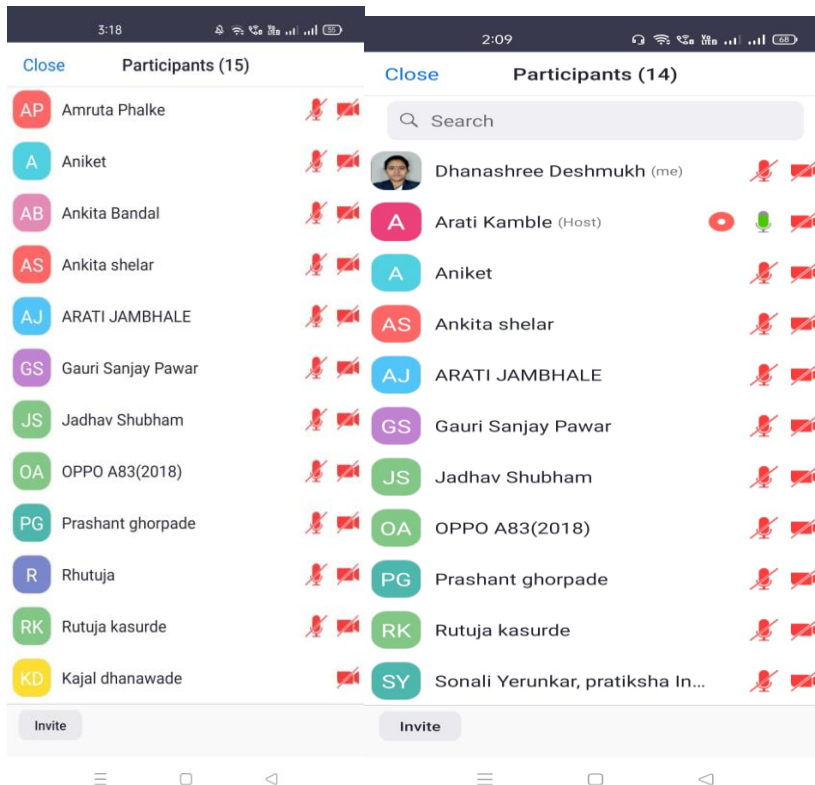 3:18
55
Close Participants (15)
AP Amruta Phalke
A Aniket
AB Ankita Bandal
AS Ankita shelar
AJ ARATI JAMBHALE
GS Gauri Sanjay Pawar
JS Jadhav Shubham
OA OPPO A83(2018)
PG Prashant ghorpade
R Rhutuja
RK Rutuja kasurde
KD Kajal dhanawade
Invite
2:09
68
Close Participants (14)
Search
Dhanashree Deshmukh (me)
A Arati Kamble (Host)
A Aniket
AS Ankita shelar
AJ ARATI JAMBHALE
GS Gauri Sanjay Pawar
JS Jadhav Shubham
OA OPPO A83(2018)
PG Prashant ghorpade
RK Rutuja kasurde
SY Sonali Yerunkar, pratiksha In...
Invite